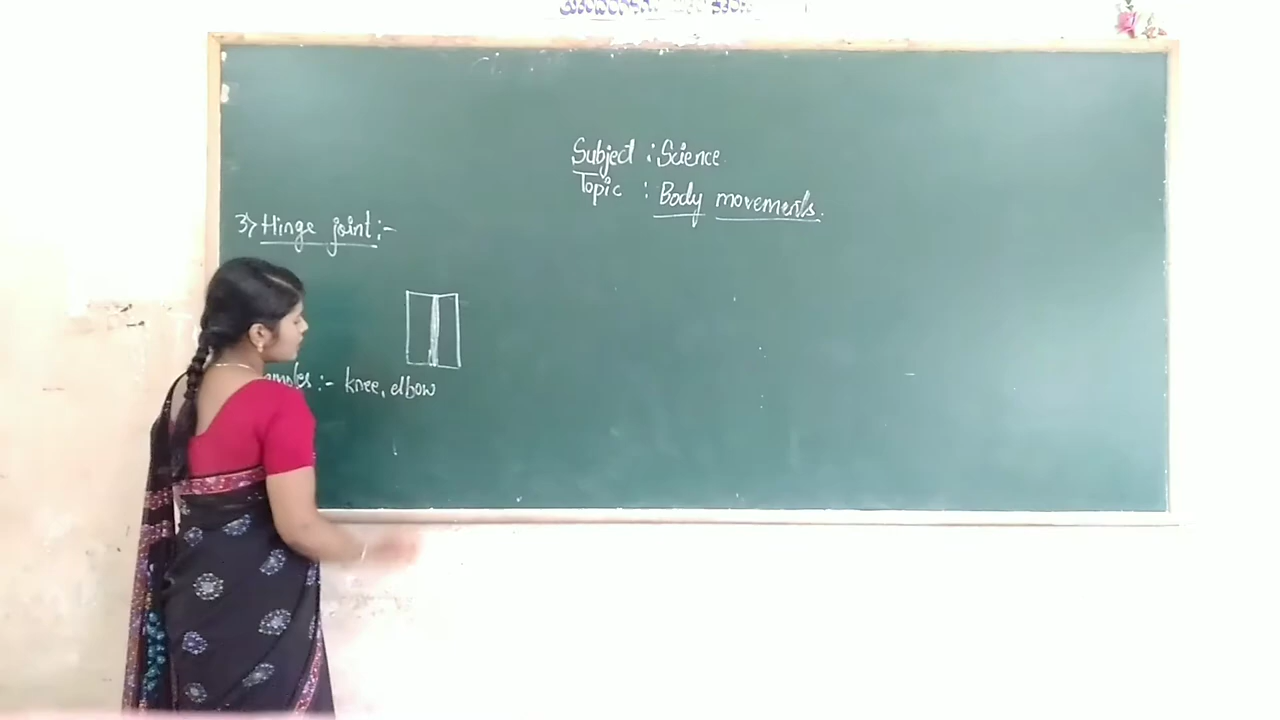 Subject : Science
Topic : Body movements.
3) Hinge joint :-
:- knee, elbow